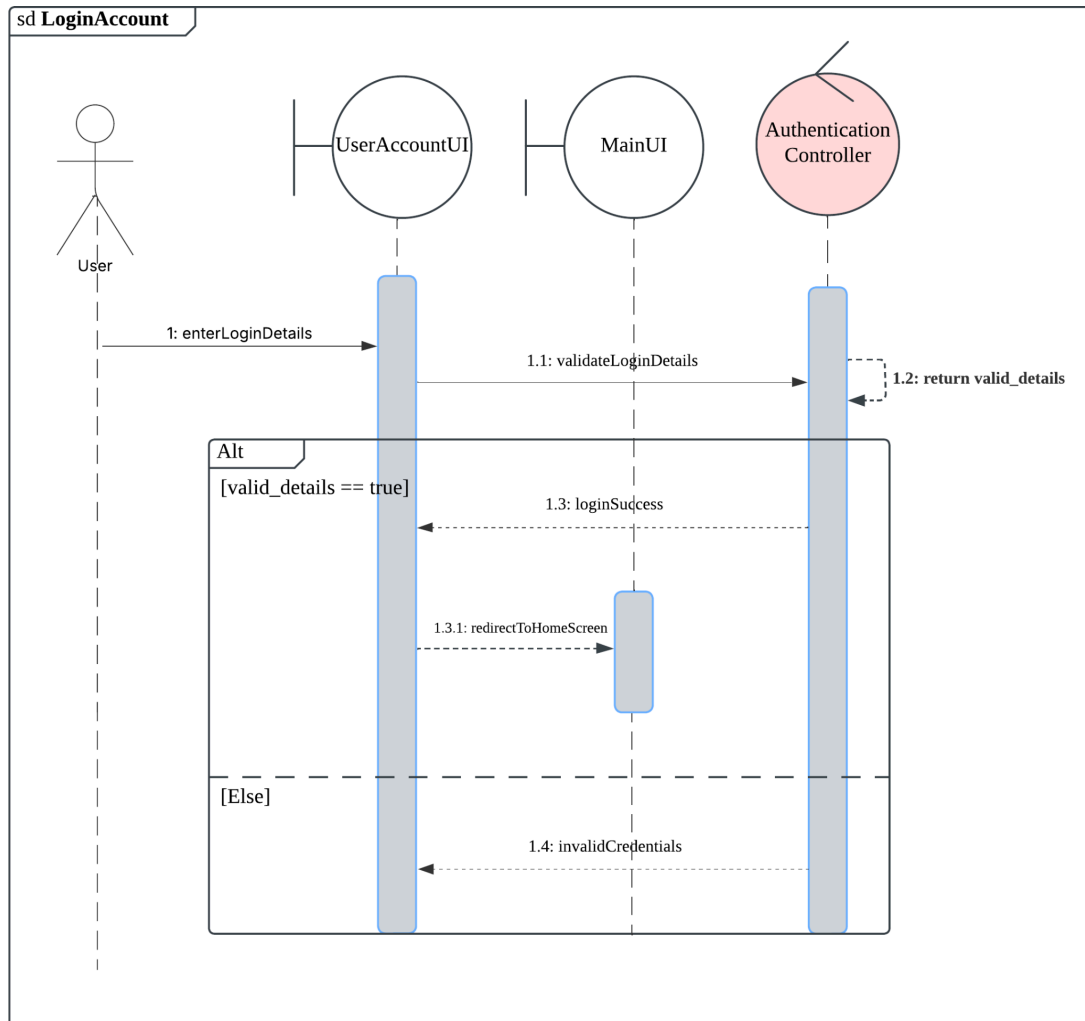 sd LoginAccount
UserAccountUI
MainUI
Authentication
Controller
User
1: enterLoginDetails
1.1: validateLoginDetails
1.2: return valid_details
Alt
[valid_details == true]
1.3: loginSuccess
1.3.1: redirectToHomeScreen
[Else]
1.4: invalidCredentials